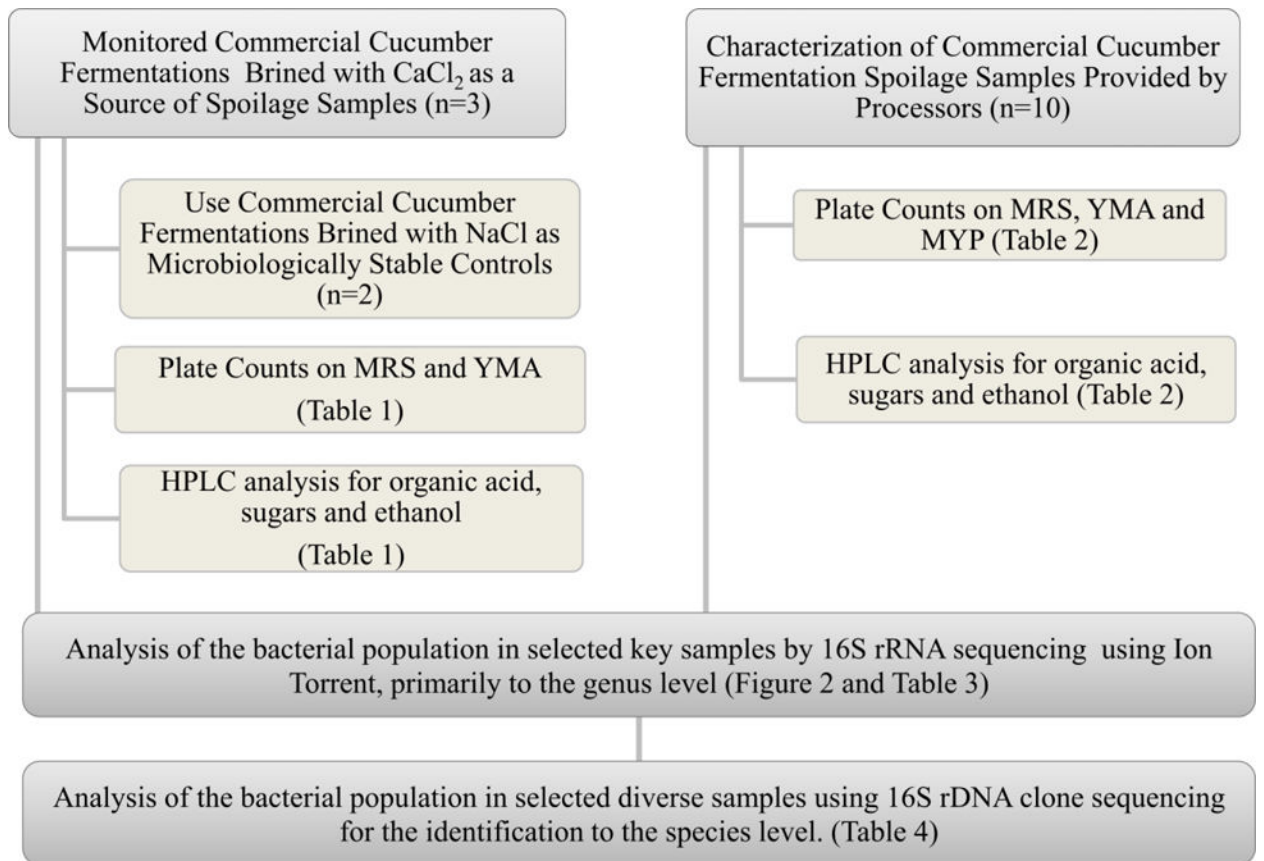 Monitored Commercial Cucumber
Fermentations Brined with CaCl₂ as a
Source of Spoilage Samples (n=3)
Use Commercial Cucumber
Fermentations Brined with NaCl as
Microbiologically Stable Controls
(n=2)
Plate Counts on MRS and YMA
(Table 1)
HPLC analysis for organic acid,
sugars and ethanol
(Table 1)
Characterization of Commercial Cucumber
Fermentation Spoilage Samples Provided by
Processors (n=10)
Plate Counts on MRS, YMA and
MYP (Table 2)
HPLC analysis for organic acid,
sugars and ethanol (Table 2)
Analysis of the bacterial population in selected key samples by 16S rRNA sequencing using Ion
Torrent, primarily to the genus level (Figure 2 and Table 3)
Analysis of the bacterial population in selected diverse samples using 16S rDNA clone sequencing
for the identification to the species level. (Table 4)